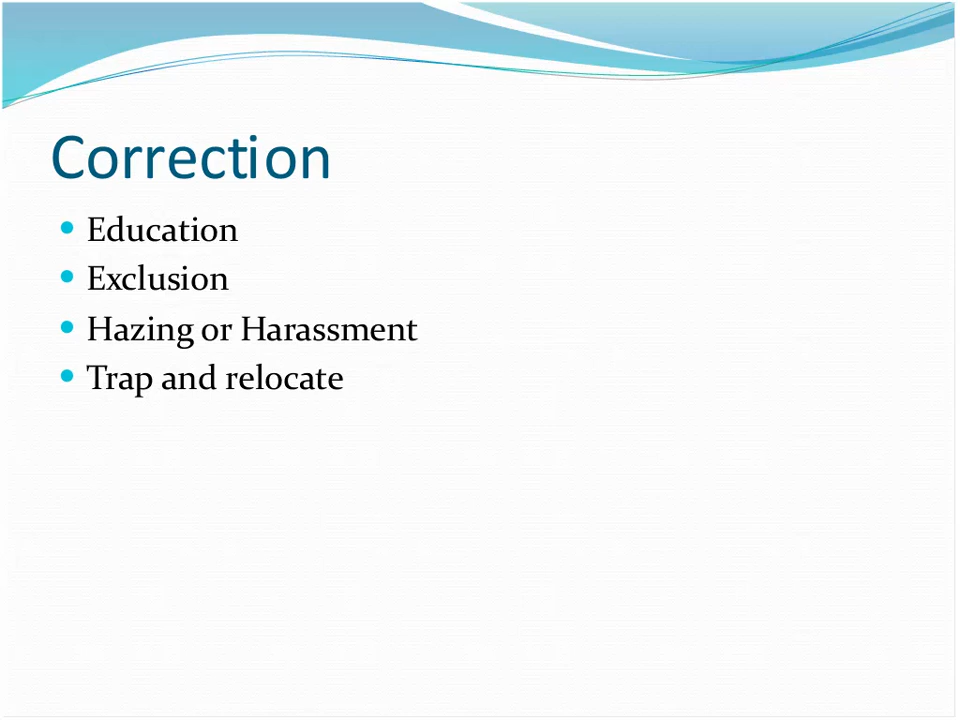 Correction
• Education
• Exclusion
• Hazing or Harassment
• Trap and relocate